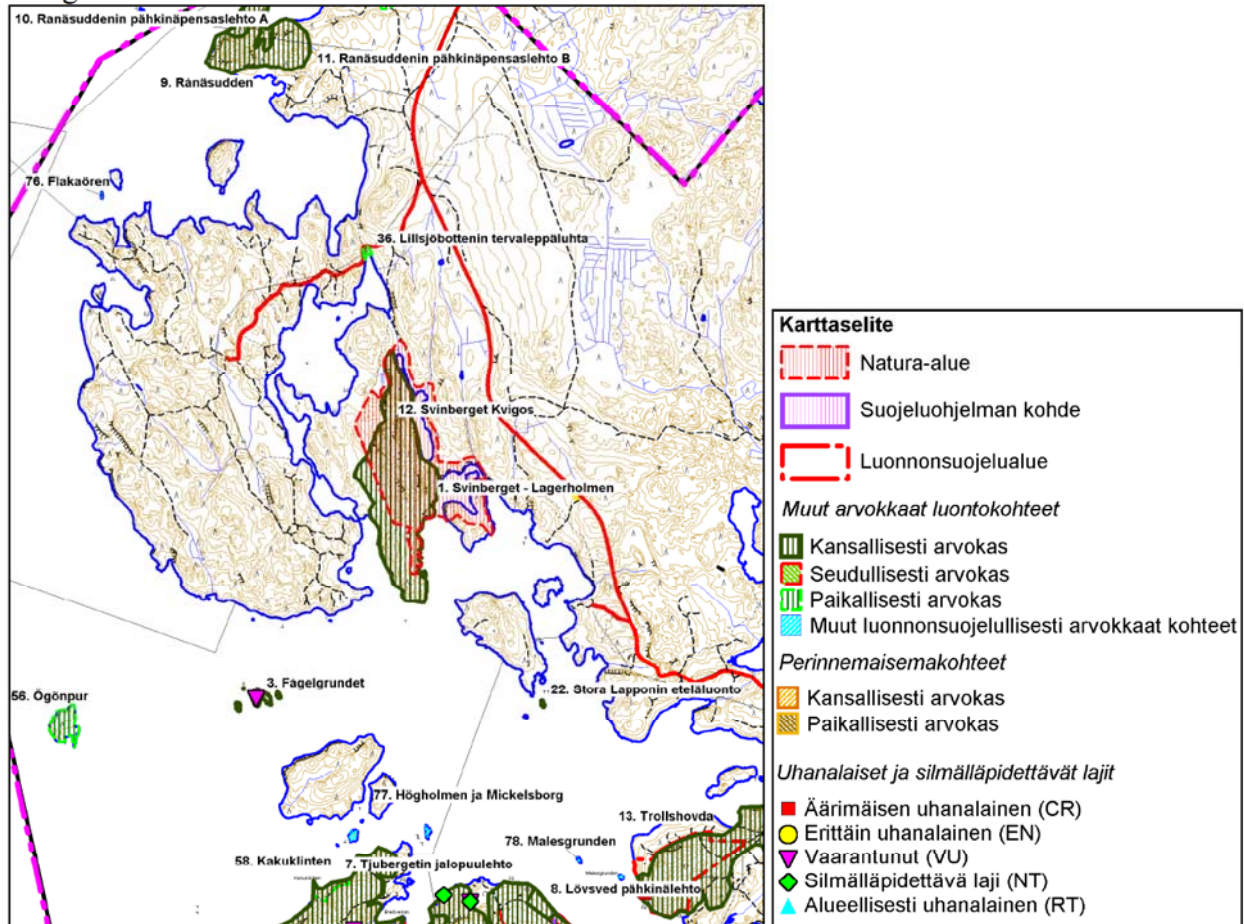 10. Ranäsuddenin pähkinäpensaslehto A
11. Ranäsuddenin pähkinäpensaslehto B
9. Ranäsudden
76. Flakaören
36. Lillsjöbottenin tervaleppäluhta
12. Svinberget Kvigos
1. Svinberget - Lagerholmen
3. Fagelgrundet
22. Stora Lapponin eteläluonto
56. Ögönpur
77. Högholmen ja Mickelsborg
13. Trollshovda
78. Malesgrunden
58. Kakuklinten
7. Tjubergetin jalopuulehto
Malesgrunden
8. Lövsved pähkinälehto
Karttaselite
Natura-alue
Suojeluohjelman kohde
Luonnonsuojelualue
Muut arvokkaat luontokohteet
Kansallisesti arvokas
Seudullisesti arvokas
Paikallisesti arvokas
Muut luonnonsuojelullisesti arvokkaat kohteet
Perinnemaisemakohteet
Kansallisesti arvokas
Paikallisesti arvokas
Uhanalaiset ja silmälläpidettävät lajit
Äärimäisen uhanalainen (CR)
Erittäin uhanalainen (EN)
Vaarantunut (VU)
Silmälläpidettävä laji (NT)
Alueellisesti uhanalainen (RT)